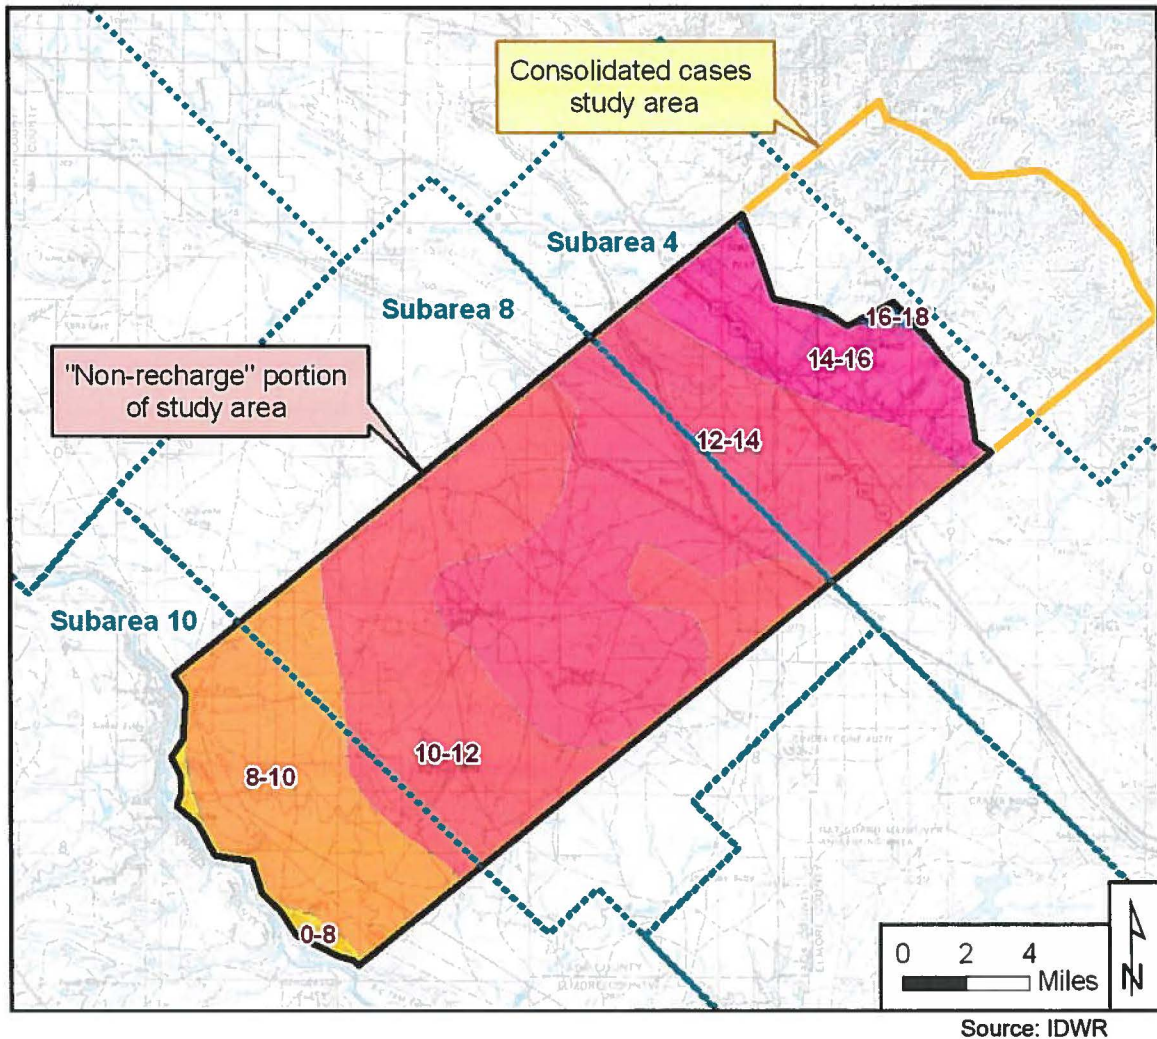 Consolidated cases
study area
Subarea 4
Subarea 8
16-18
14-16
"Non-recharge" portion
of study area
12-14
Subarea 10
10-12
8-10
0-8
0 2 4
Miles
N
Source: IDWR